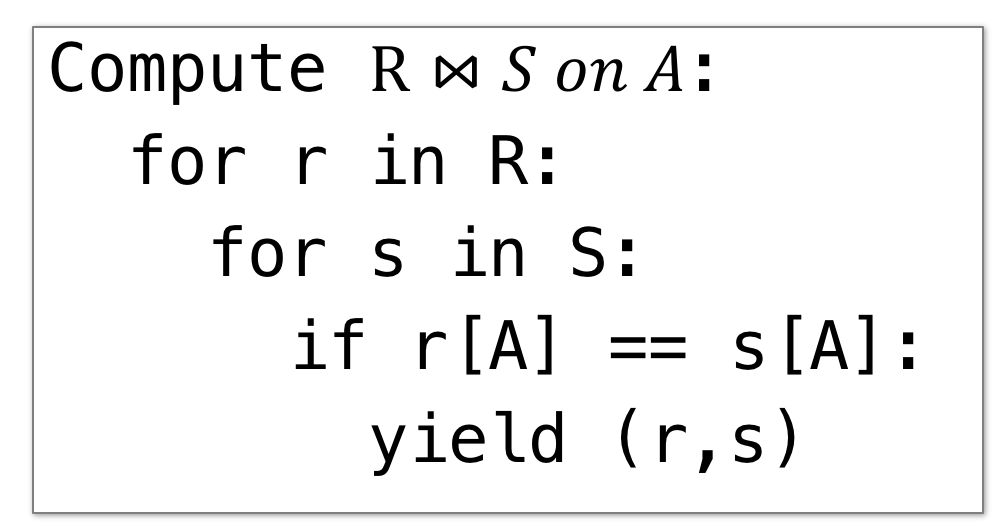 Compute R ⋈ S on A:
for r in R:
for s in S:
if r[A] == s[A]:
yield (r,s)